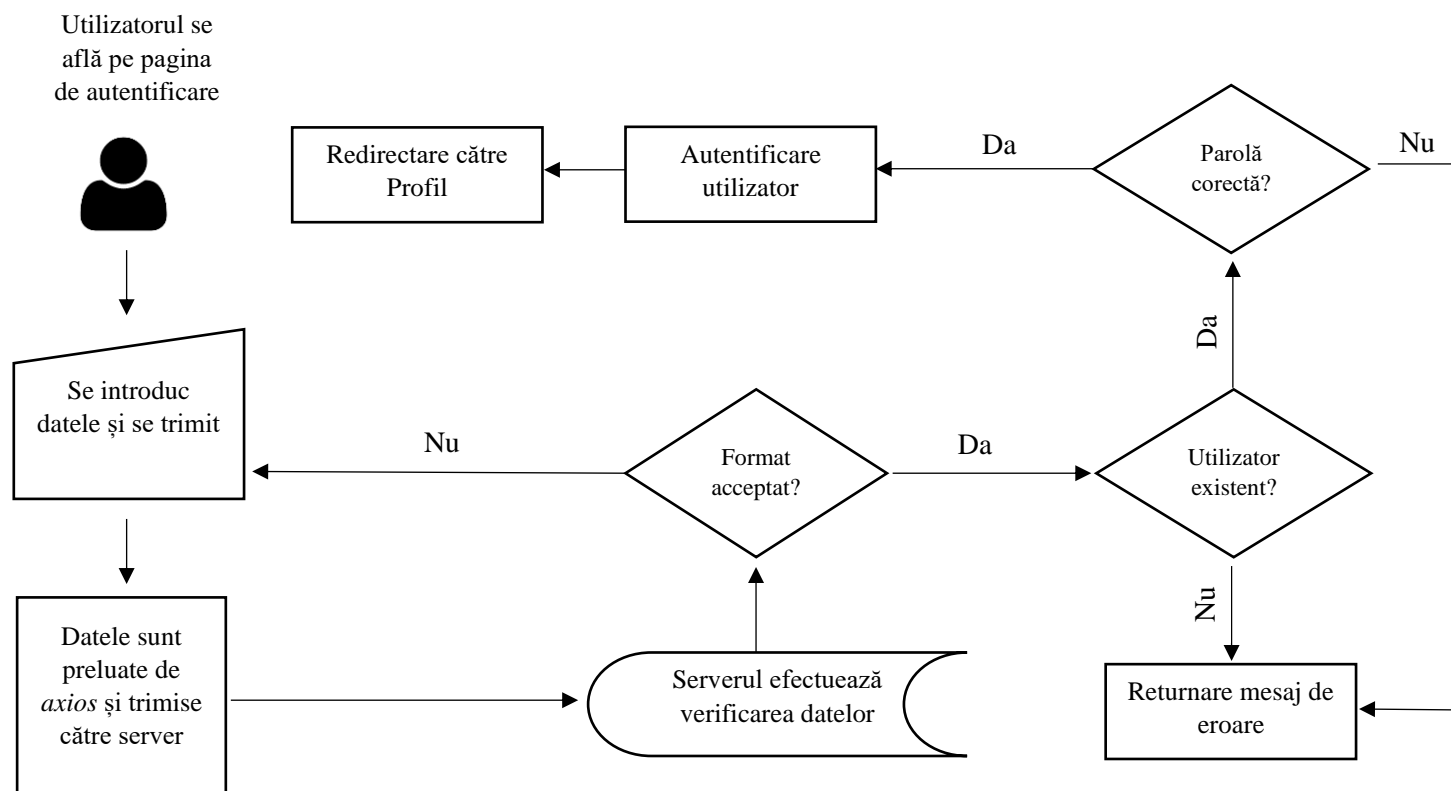 Utilizatorul se
află pe pagina
de autentificare
Redirectare către
Profil
Autentificare
utilizator
Da
Parolă
corectă?
Nu
Da
Se introduc
datele și se trimit
Nu
Format
acceptat?
Da
Utilizator
existent?
Nu
Datele sunt
preluate de
axios și trimise
către server
Serverul efectuează
verificarea datelor
Returnare mesaj de
eroare